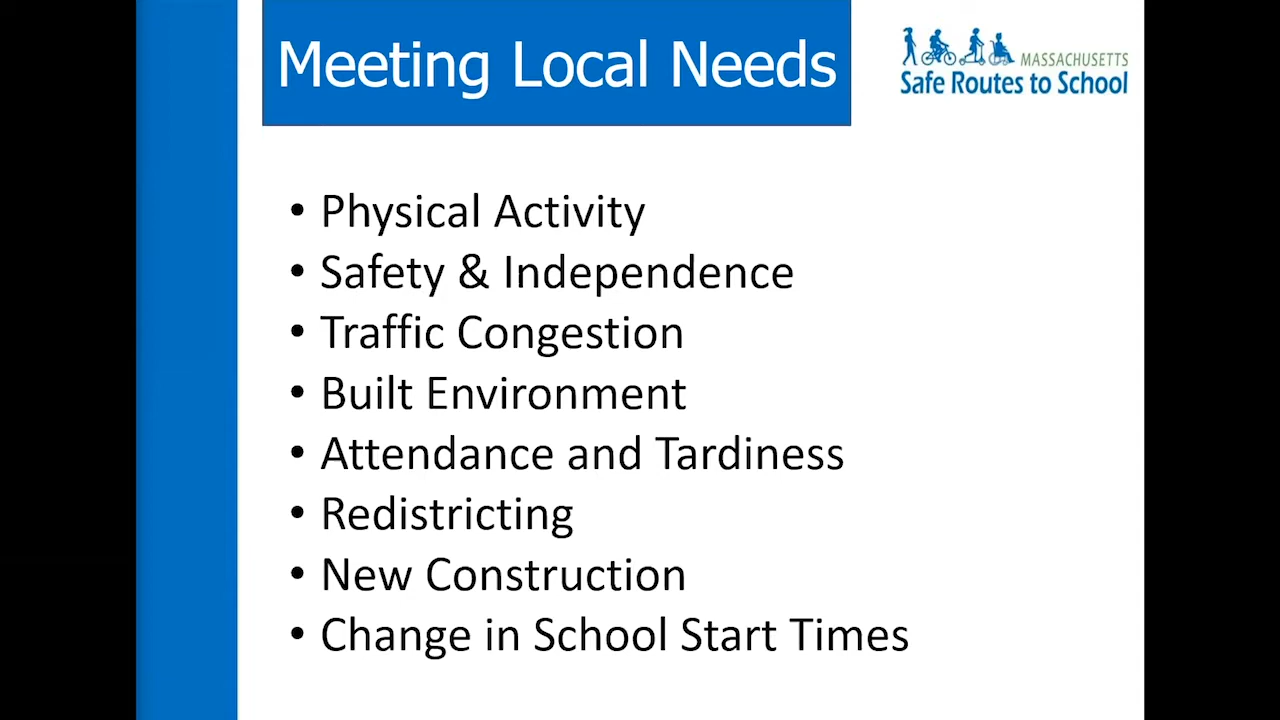 Meeting Local Needs
MASSACHUSETTS
Safe Routes to School
• Physical Activity
• Safety & Independence
• Traffic Congestion
• Built Environment
• Attendance and Tardiness
• Redistricting
• New Construction
• Change in School Start Times